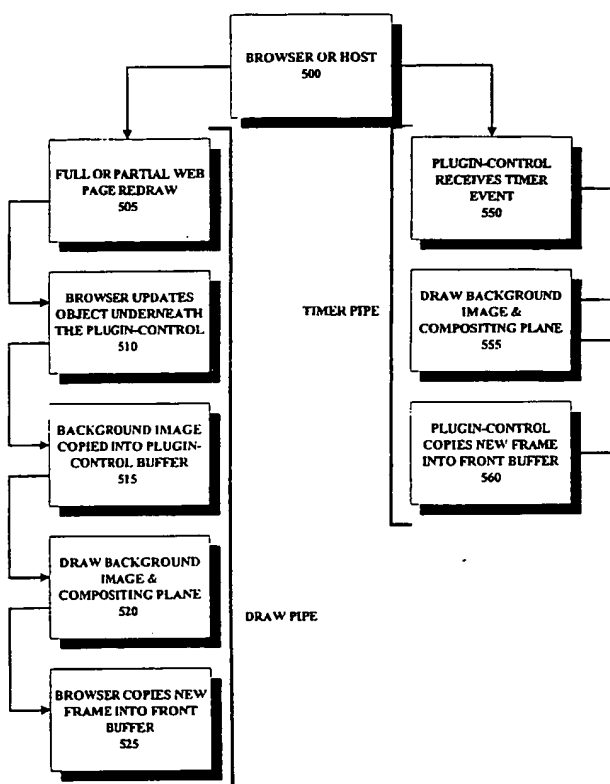 BROWSER OR HOST
500
FULL OR PARTIAL WEB
PAGE REDRAW
505
BROWSER UPDATES
OBJECT UNDERNEATH
THE PLUGIN-CONTROL
510
BACKGROUND IMAGE
COPIED INTO PLUGIN-
CONTROL BUFFER
515
DRAW BACKGROUND
IMAGE &
COMPOSITING PLANE
520
BROWSER COPIES NEW
FRAME INTO FRONT
BUFFER
525
DRAW PIPE
TIMER PIPE
PLUGIN-CONTROL
RECEIVES TIMER
EVENT
550
DRAW BACKGROUND
IMAGE &
COMPOSITING PLANE
555
PLUGIN-CONTROL
COPIES NEW FRAME
INTO FRONT BUFFER
560